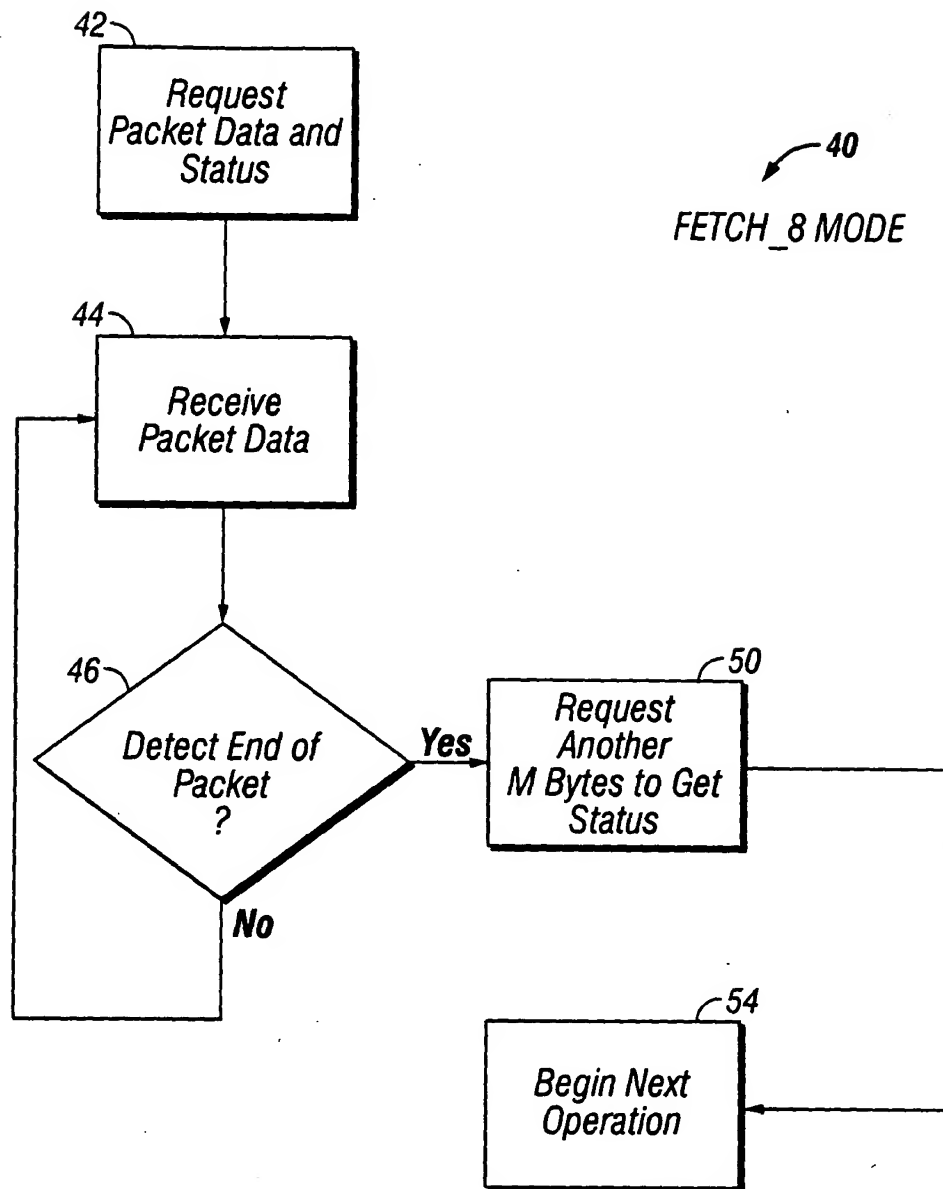 42
Request
Packet Data and
Status
40
FETCH_8 MODE
44
Receive
Packet Data
46
Detect End of
Packet
?
Yes
No
50
Request
Another
M Bytes to Get
Status
54
Begin Next
Operation